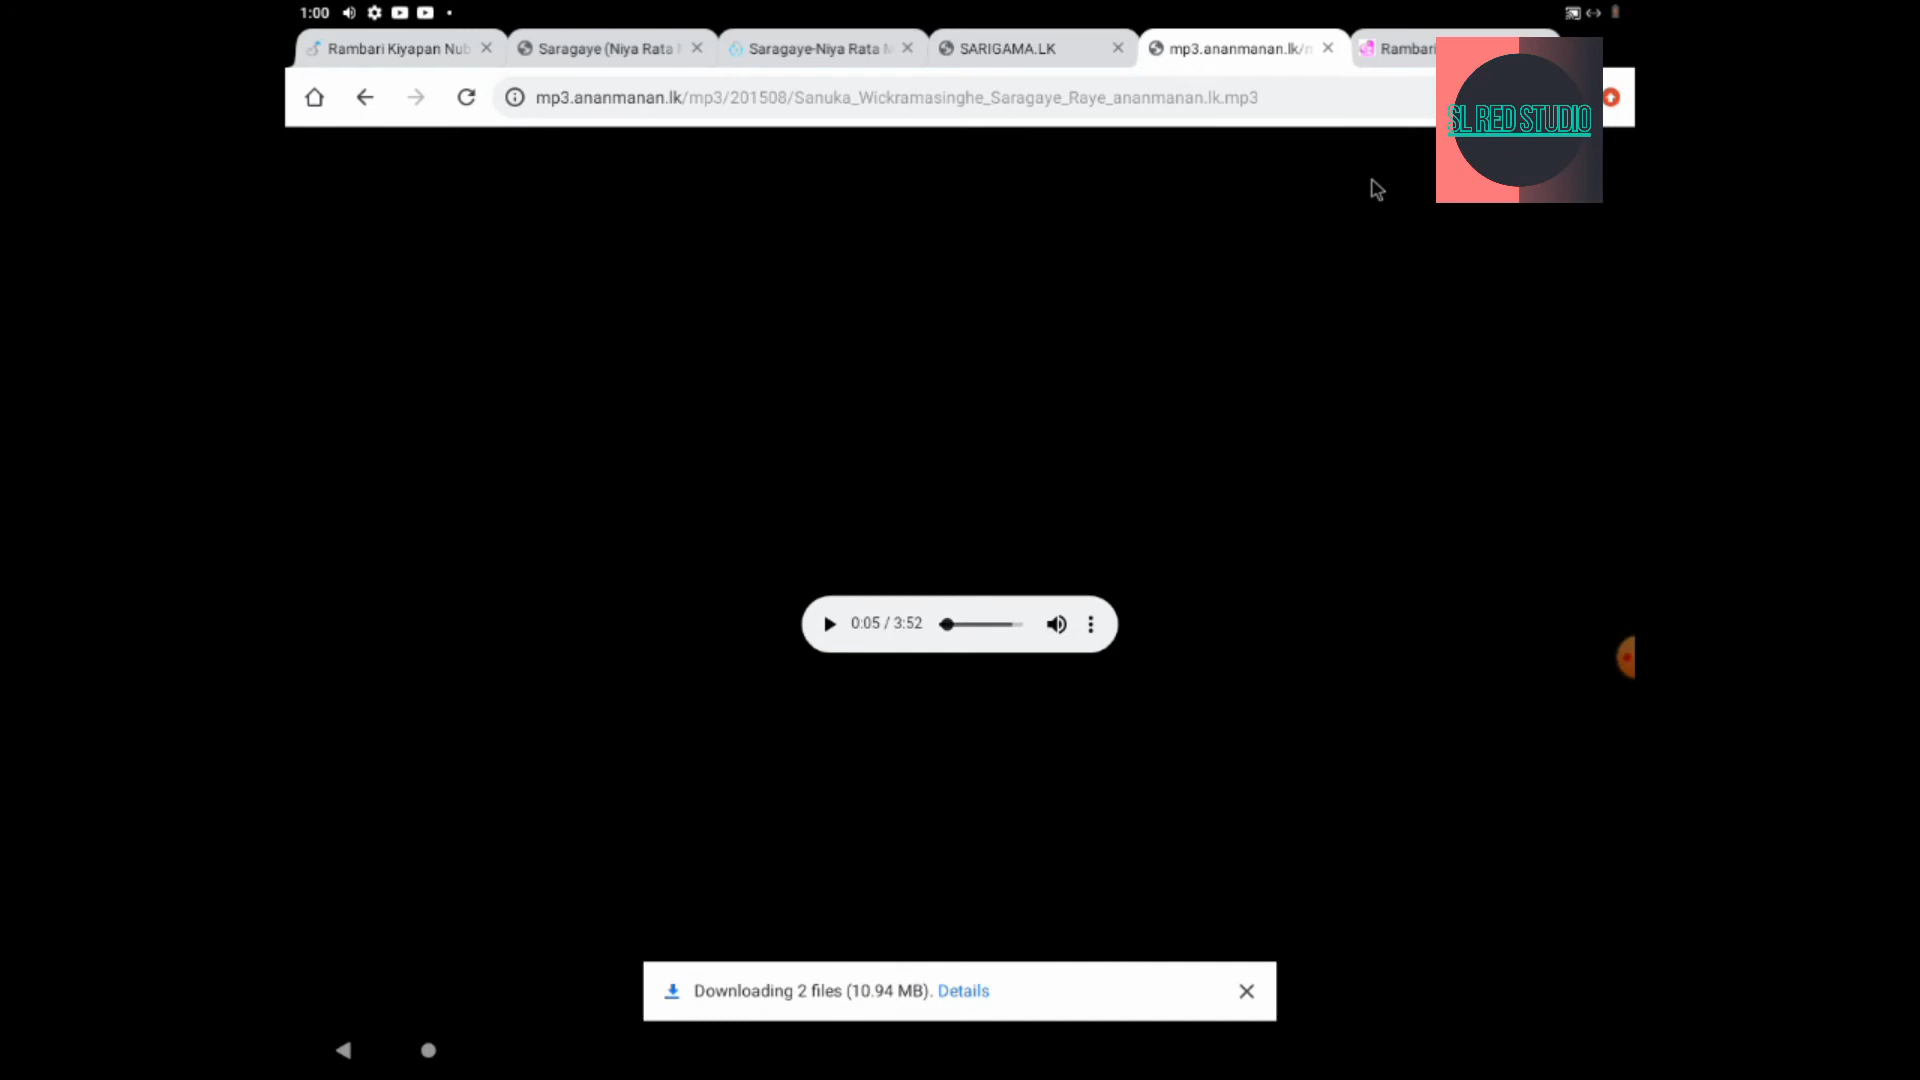 1:00
Rambari Kiyapan Nub
Saragaye (Niya Rata
Saragaye-Niya Rata
SARIGAMA.LK
mp3.ananmanan.lk/
Rambari
mp3.ananmanan.lk/mp3/201508/Sanuka_Wickramasinghe_Saragaye_Raye_ananmanan.lk.mp3
SL RED STUDIO
0:05 / 3:52
Downloading 2 files (10.94 MB). Details